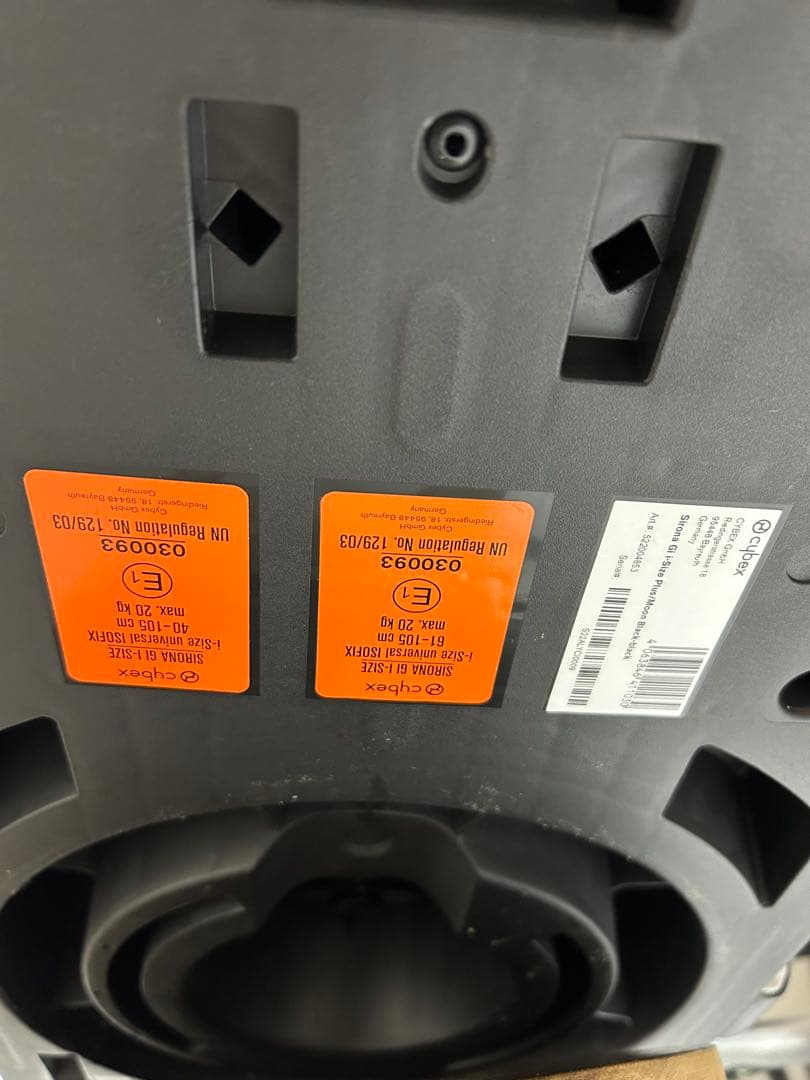 cybex
SIRONA GI I-SIZE
i-Size universal ISOFIX
40-105 cm
max. 20 kg
E1
030093
UN Regulation No. 129/03
Cybex GmbH
Riedingerstr. 18, 95448 Bayreuth
Germany
cybex
SIRONA GI I-SIZE
i-Size universal ISOFIX
61-105 cm
max. 20 kg
E1
030093
UN Regulation No. 129/03
Cybex GmbH
Riedingerstr. 18, 95448 Bayreuth
Germany
cybex
CYBEX GmbH
Riedingerstrasse 18
95448 Bayreuth
Germany
Sirona Gi i-Size Plus/Moon Black-black
Art.#: 522004853
Serial#: